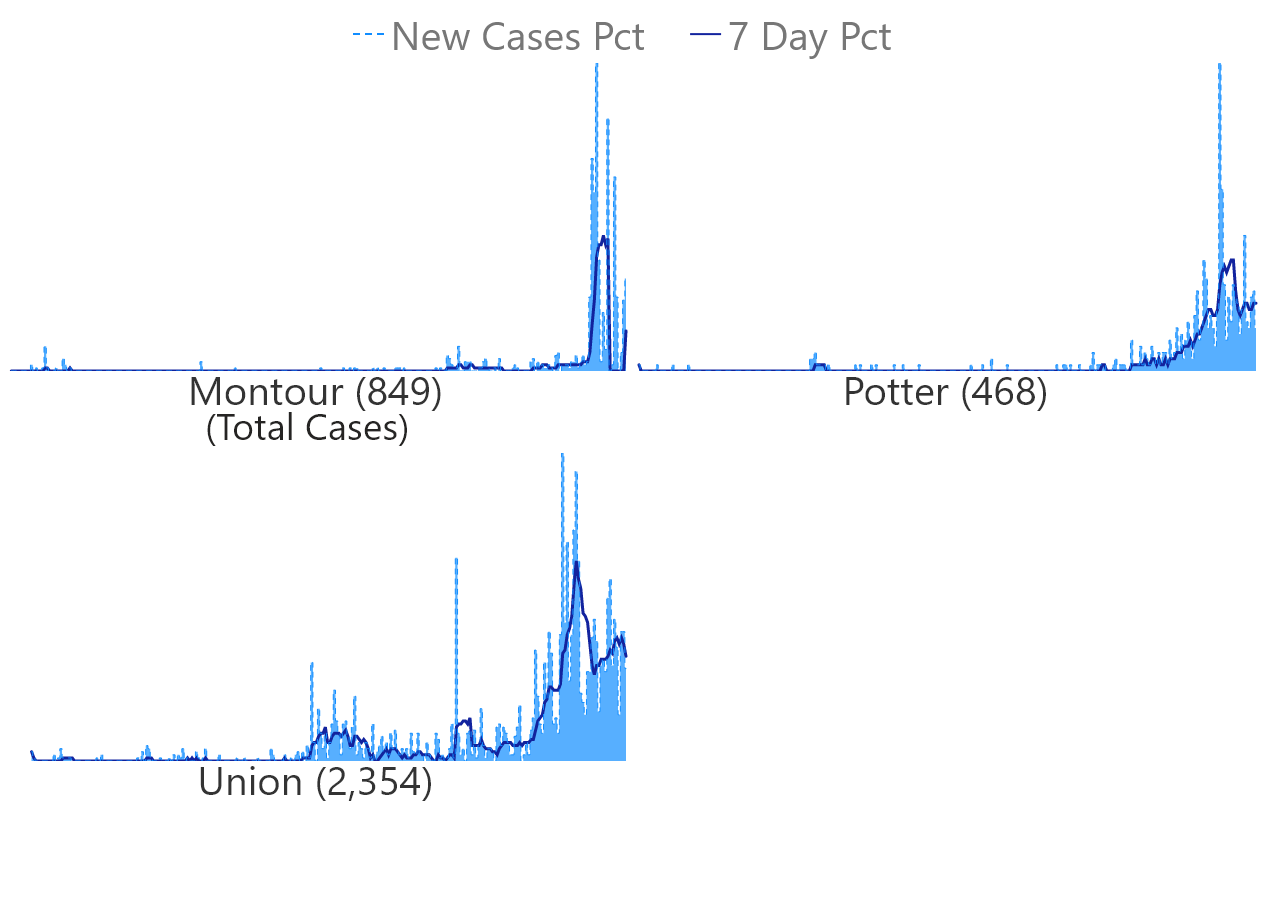 New Cases Pct 7 Day Pct
Montour (849)
(Total Cases)
Potter (468)
Union (2,354)